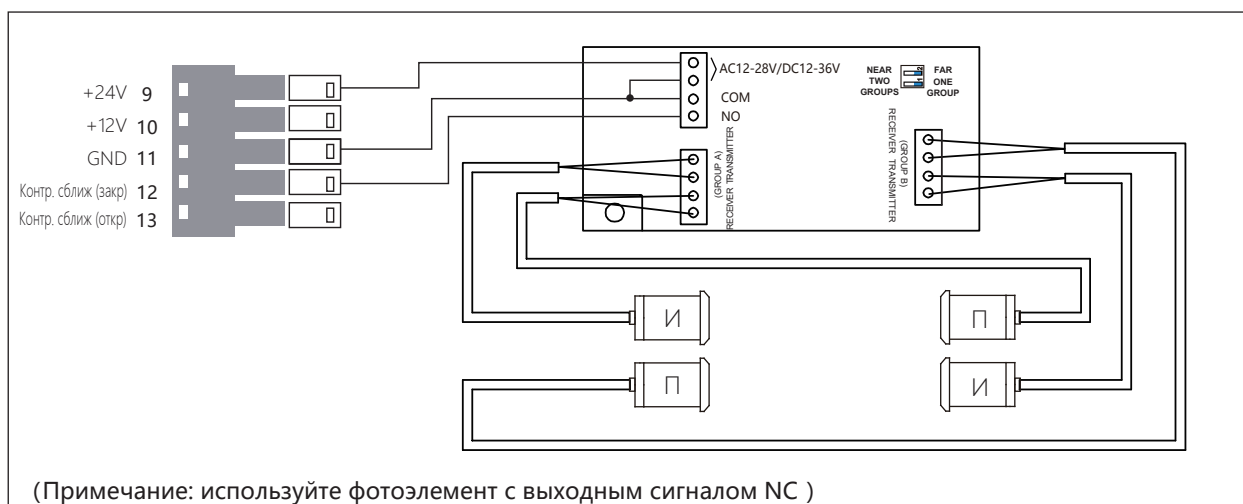 +24V 9
+12V 10
GND 11
Контр. сближ (закр) 12
Контр. сближ (откр) 13
AC12-28V/DC12-36V
COM
NO
NEAR
TWO
GROUPS
2
1
FAR
ONE
GROUP
(GROUP A)
RECEIVER TRANSMITTER
RECEIVER TRANSMITTER
(GROUP B)
И
П
П
И
(Примечание: используйте фотоэлемент с выходным сигналом NC )